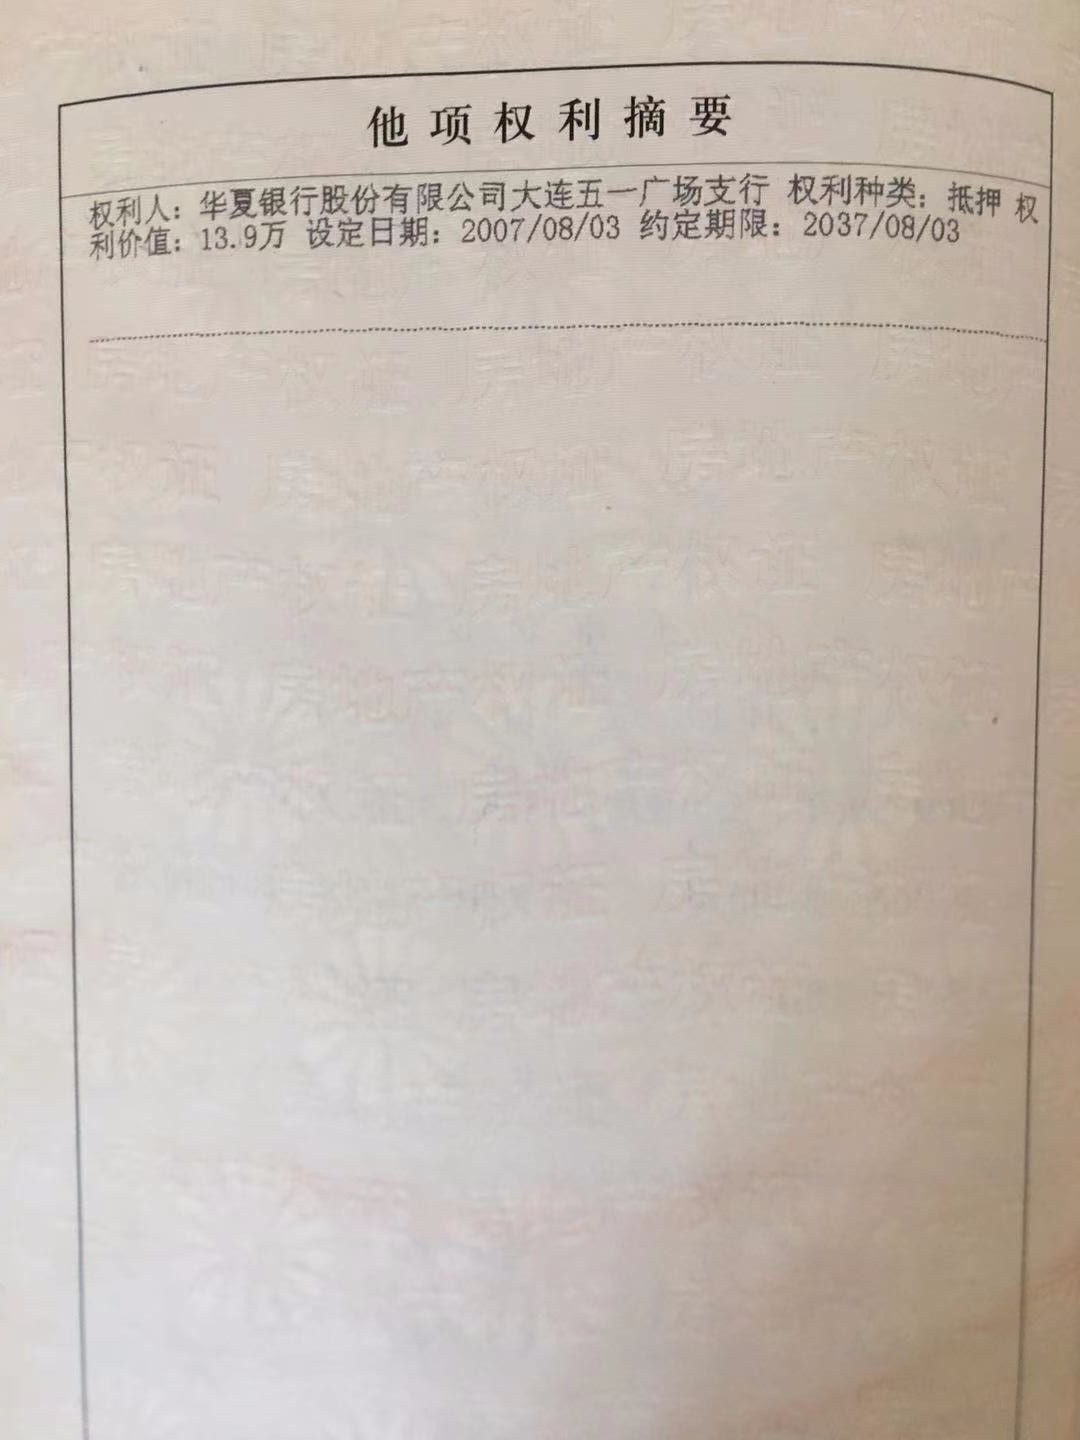 他项权利摘要
权利人：华夏银行股份有限公司大连五一广场支行 权利种类：抵押 权
利价值：13.9万 设定日期：2007/08/03 约定期限：2037/08/03